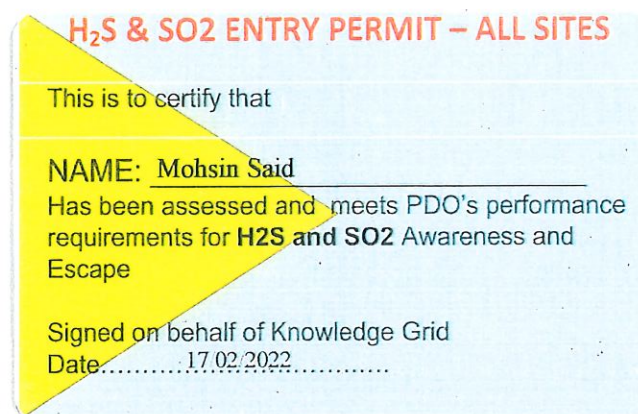 H₂S & SO2 ENTRY PERMIT – ALL SITES
This is to certify that
NAME: Mohsin Said
Has been assessed and meets PDO's performance
requirements for H2S and SO2 Awareness and
Escape
Signed on behalf of Knowledge Grid
Date.....17/02/2022.....................